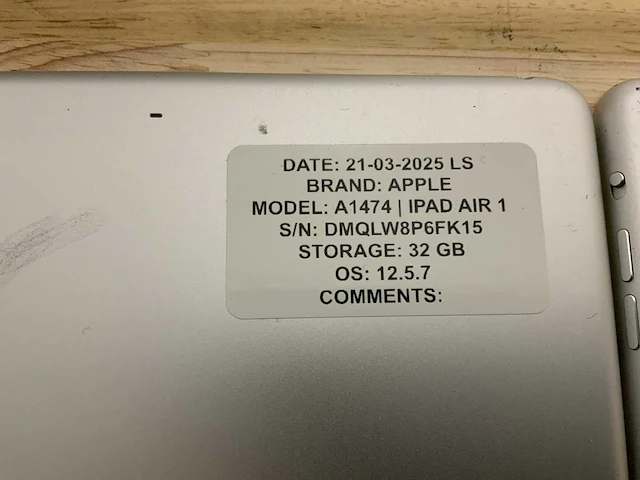 DATE: 21-03-2025 LS
BRAND: APPLE
MODEL: A1474 | IPAD AIR 1
S/N: DMQLW8P6FK15
STORAGE: 32 GB
OS: 12.5.7
COMMENTS: